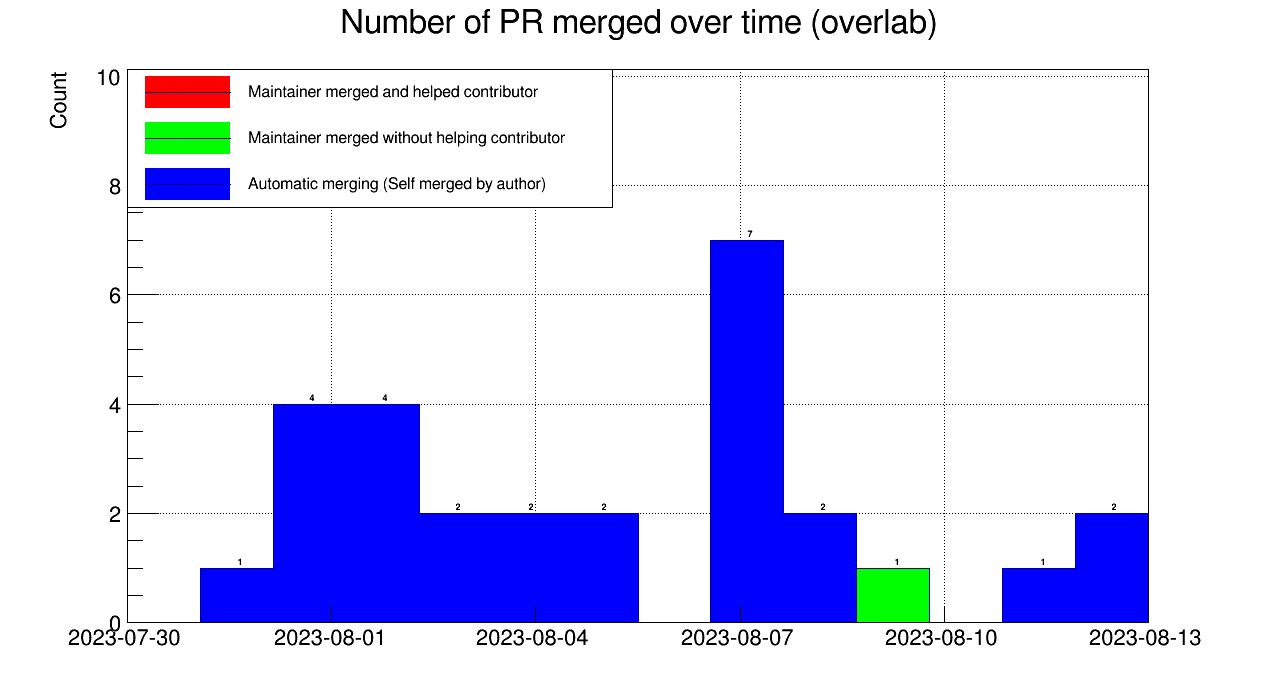 Number of PR merged over time (overlab)
Count
10
Maintainer merged and helped contributor
Maintainer merged without helping contributor
8
Automatic merging (Self merged by author)
7
6
4 4
4
2 2 2 2 2
2
1 1 1
0
2023-07-30 2023-08-01 2023-08-04 2023-08-07 2023-08-10 2023-08-13